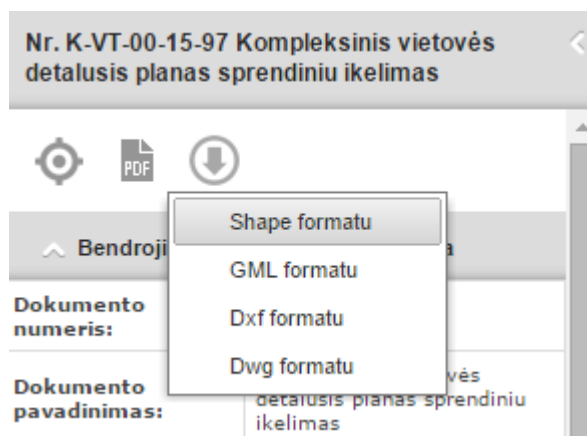 Nr. K-VT-00-15-97 Kompleksinis vietovės
detalusis planas sprendiniu ikelimas
PDF
Bendroji
Shape formatu
GML formatu
Dxf formatu
Dwg formatu
Dokumento
numeris:
Dokumento
pavadinimas:
detalusis planas sprendiniu
ikelimas